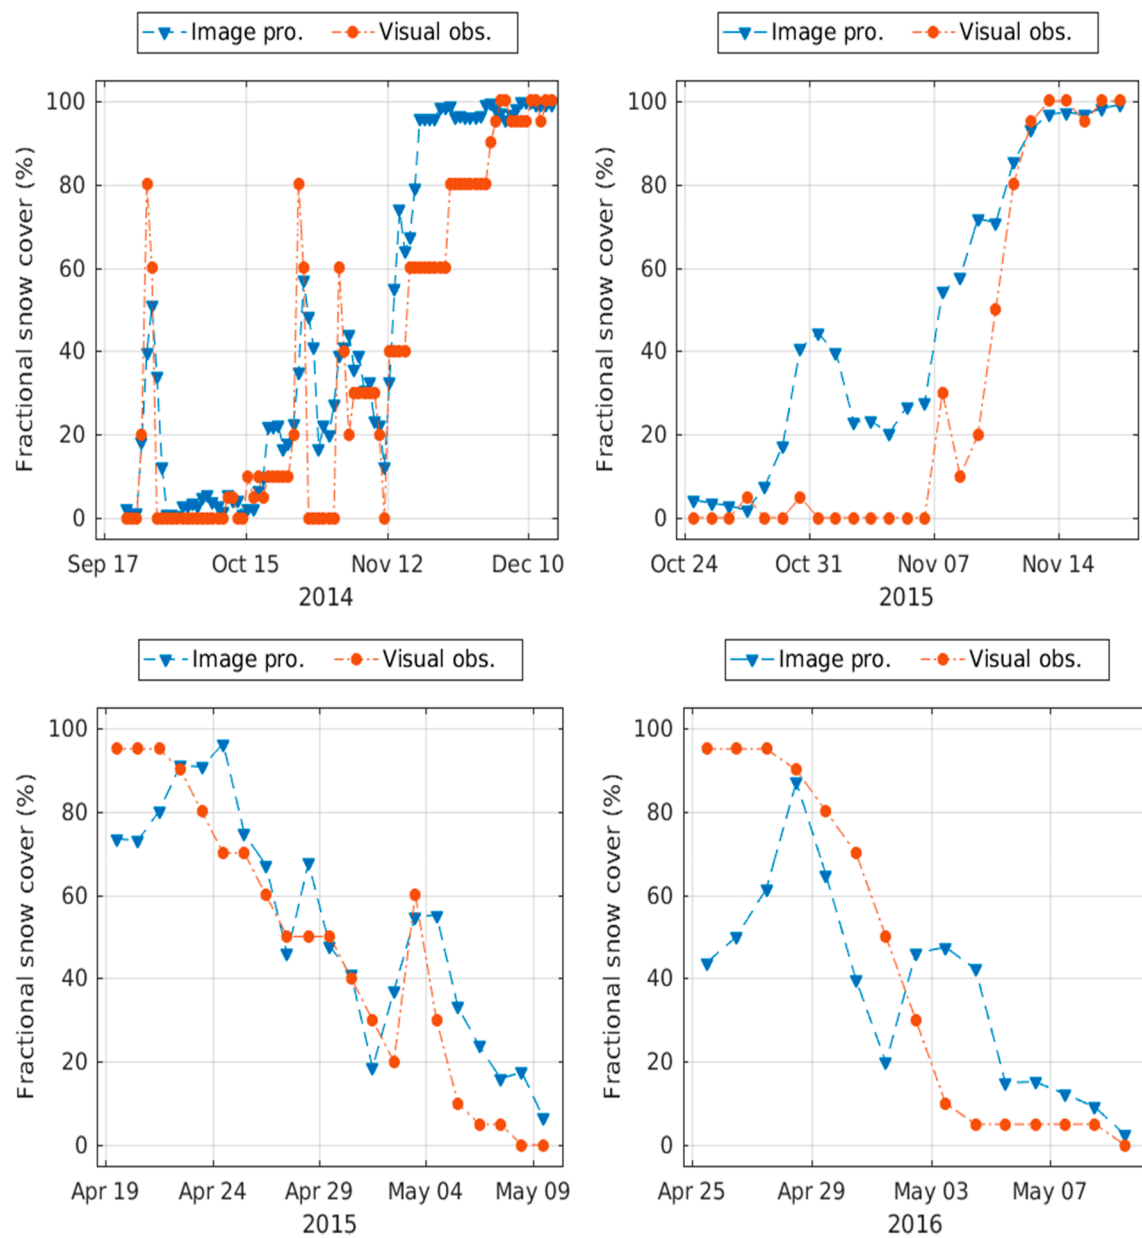 Image pro. Visual obs.
Fractional snow cover (%)
100
80
60
40
20
0
Sep 17 Oct 15 Nov 12 Dec 10
2014
Image pro. Visual obs.
Fractional snow cover (%)
100
80
60
40
20
0
Oct 24 Oct 31 Nov 07 Nov 14
2015
Image pro. Visual obs.
Fractional snow cover (%)
100
80
60
40
20
0
Apr 19 Apr 24 Apr 29 May 04 May 09
2015
Image pro. Visual obs.
Fractional snow cover (%)
100
80
60
40
20
0
Apr 25 Apr 29 May 03 May 07
2016